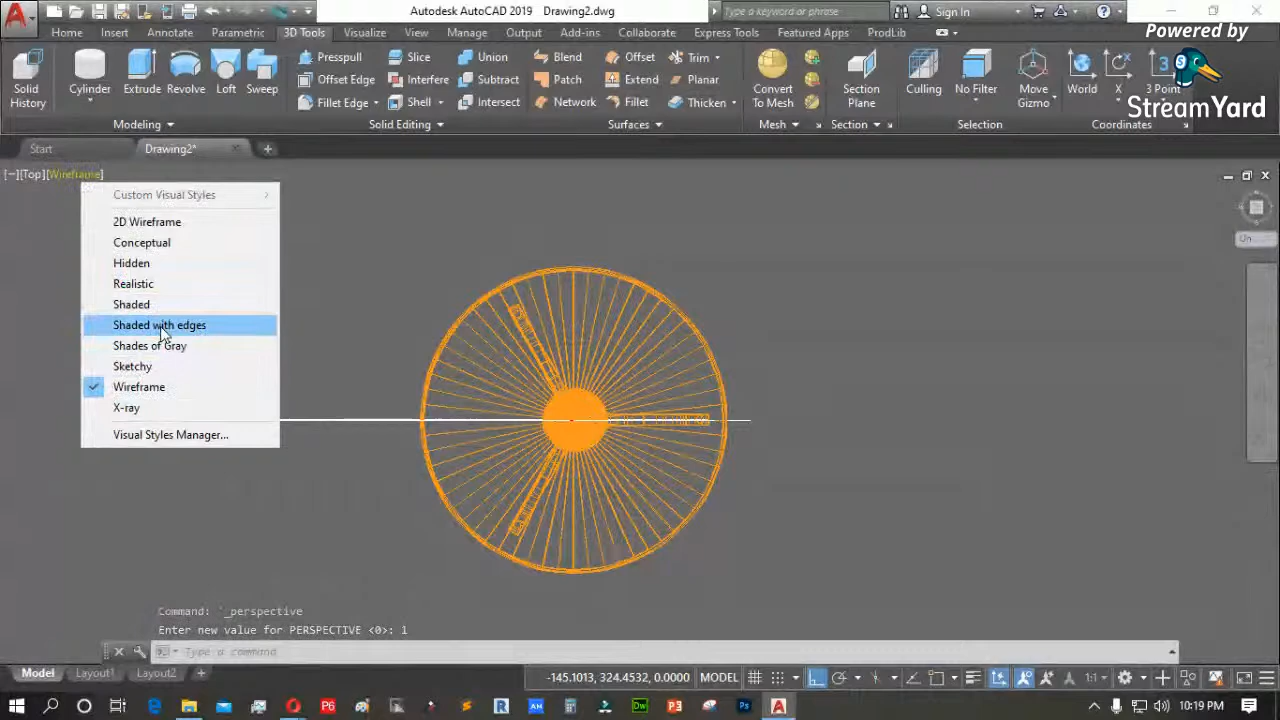 Autodesk AutoCAD 2019 Drawing2.dwg
Type a keyword or phrase
Sign In
Powered by
StreamYard
Home Insert Annotate Parametric 3D Tools Visualize View Manage Output Add-ins Collaborate Express Tools Featured Apps ProdLib
Solid History
Cylinder
Extrude
Revolve
Loft
Sweep
Presspull
Offset Edge
Fillet Edge
Slice
Interfere
Shell
Union
Subtract
Intersect
Blend
Patch
Network
Offset
Extend
Fillet
Trim
Planar
Thicken
Convert To Mesh
Section Plane
Culling
No Filter
Move Gizmo
World
X
3 Point
Modeling
Solid Editing
Surfaces
Mesh
Section
Selection
Coordinates
Start
Drawing2*
[−][Top][Wireframe]
Custom Visual Styles
2D Wireframe
Conceptual
Hidden
Realistic
Shaded
Shaded with edges
Shades of Gray
Sketchy
Wireframe
X-ray
Visual Styles Manager...
Un...
Command: '_perspective
Enter new value for PERSPECTIVE <0>: 1
Type a command
Model Layout1 Layout2
-145.1013, 324.4532, 0.0000 MODEL
1:1
P6
R
AH
Dw
P3
Ps
A
10:19 PM